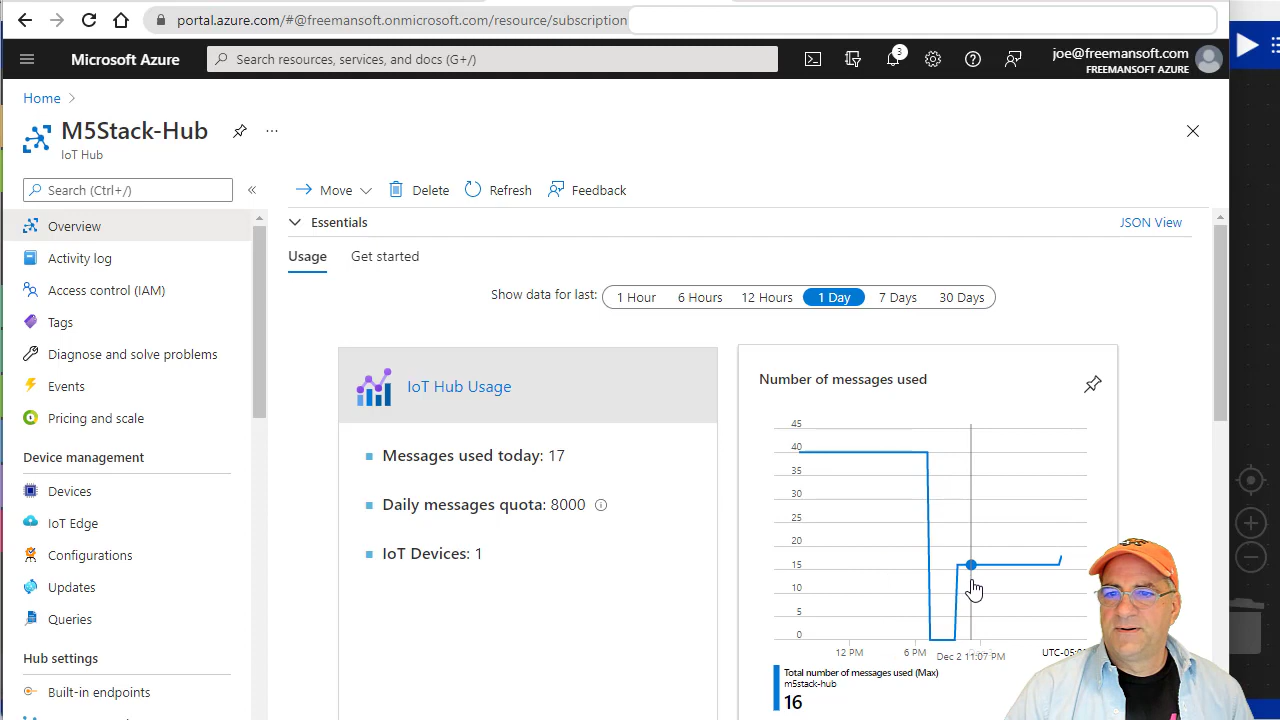 portal.azure.com/#@freemansoft.onmicrosoft.com/resource/subscription
Microsoft Azure
Search resources, services, and docs (G+/)
3
joe@freemansoft.com
FREEMANSOFT AZURE
Home
M5Stack-Hub
IoT Hub
Search (Ctrl+/)
Move
Delete
Refresh
Feedback
Overview
Activity log
Access control (IAM)
Tags
Diagnose and solve problems
Events
Pricing and scale
Device management
Devices
IoT Edge
Configurations
Updates
Queries
Hub settings
Built-in endpoints
Essentials
JSON View
Usage
Get started
Show data for last:
1 Hour
6 Hours
12 Hours
1 Day
7 Days
30 Days
IoT Hub Usage
Messages used today: 17
Daily messages quota: 8000
IoT Devices: 1
Number of messages used
45
40
35
30
25
20
15
10
5
0
12 PM
6 PM
Dec 2 11:07 PM
Total number of messages used (Max)
m5stack-hub
16